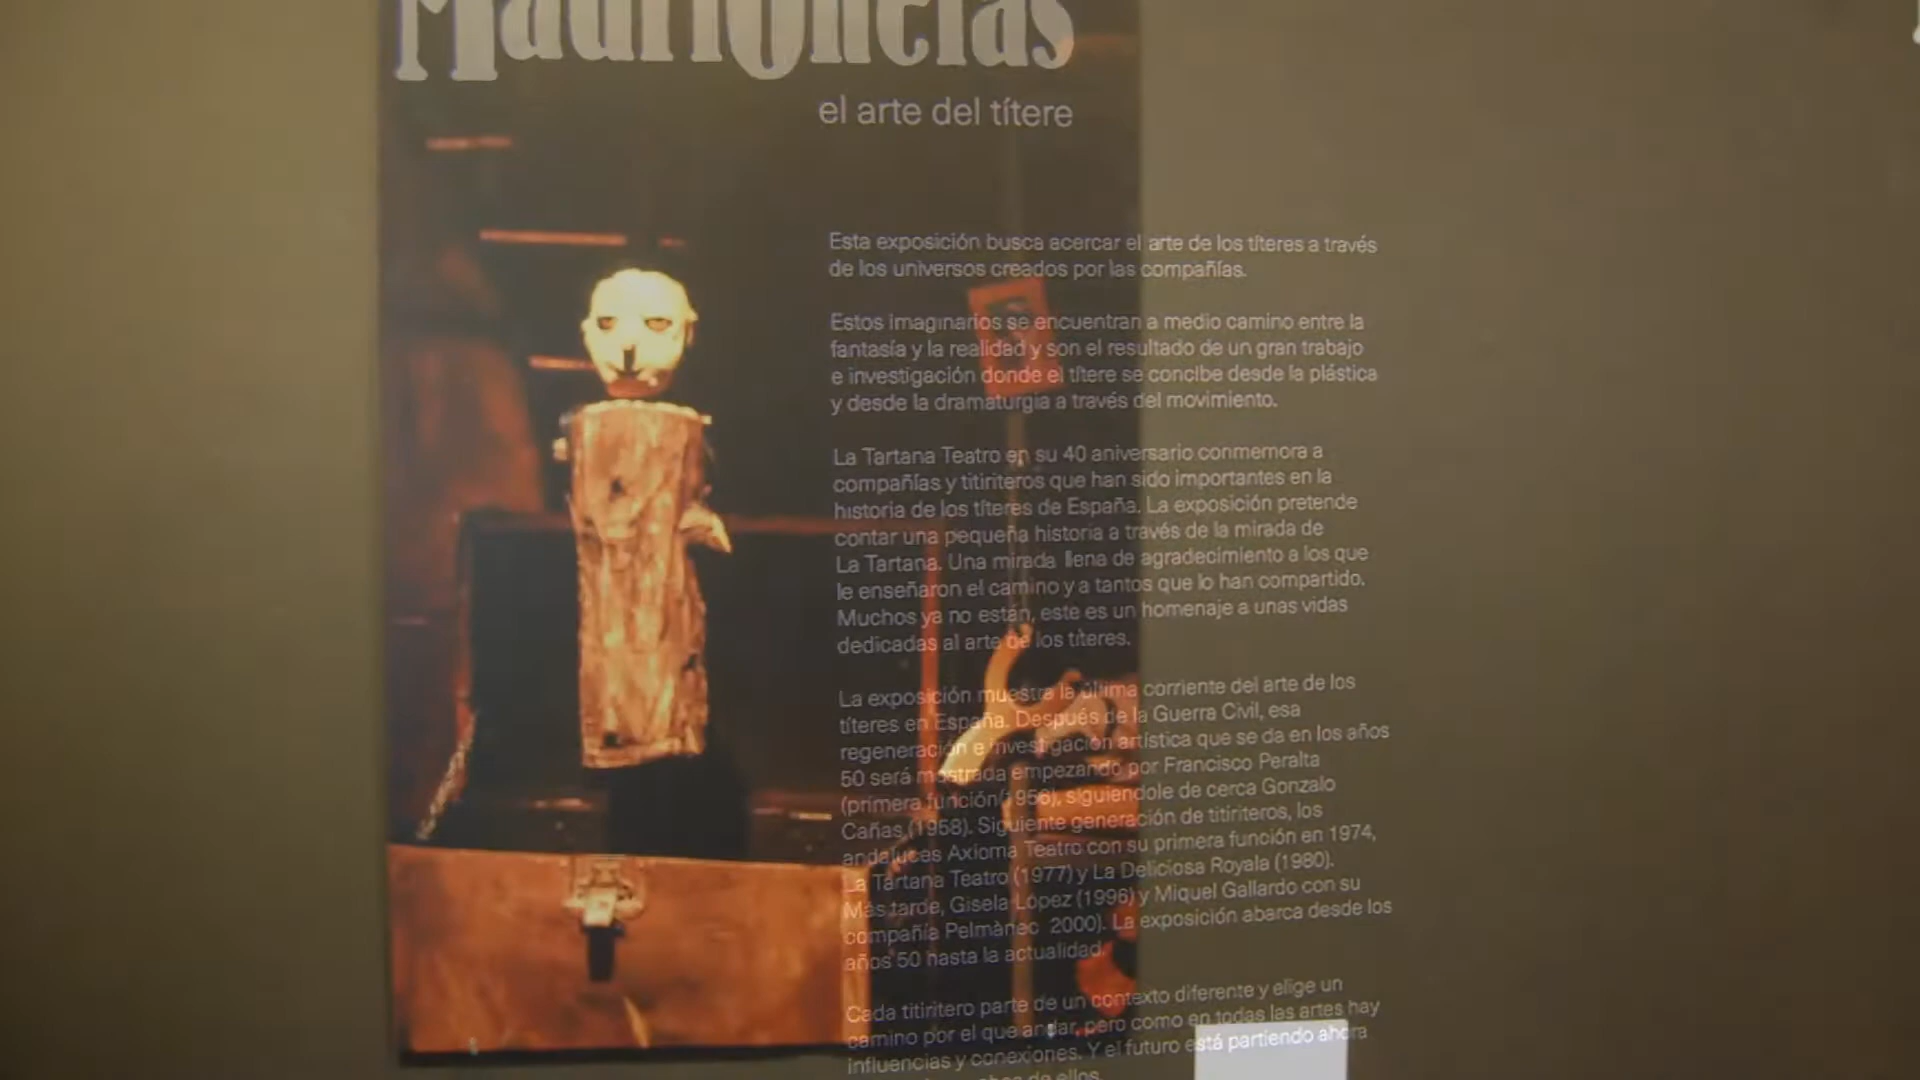 MadriOnetas
el arte del títere
Esta exposición busca acercar el arte de los títeres a través
de los universos creados por las compañías.
Estos imaginarios se encuentran a medio camino entre la
fantasía y la realidad y son el resultado de un gran trabajo
e investigación donde el títere se concibe desde la plástica
y desde la dramaturgia a través del movimiento.
La Tartana Teatro en su 40 aniversario conmemora a
compañías y titiriteros que han sido importantes en la
historia de los títeres de España. La exposición pretende
contar una pequeña historia a través de la mirada de
La Tartana. Una mirada llena de agradecimiento a los que
le enseñaron el camino y a tantos que lo han compartido.
Muchos ya no están, este es un homenaje a unas vidas
dedicadas al arte de los títeres.
La exposición muestra la última corriente del arte de los
títeres en España. Después de la Guerra Civil, esa
regeneración e investigación artística que se da en los años
50 será mostrada empezando por Francisco Peralta
(primera función 1956), siguiendole de cerca Gonzalo
Cañas (1958). Siguiente generación de titiriteros, los
andaluces Axioma Teatro con su primera función en 1974,
La Tartana Teatro (1977) y La Deliciosa Royala (1980).
Más tarde, Gisela López (1996) y Miquel Gallardo con su
compañía Pelmànec 2000). La exposición abarca desde los
años 50 hasta la actualidad.
Cada titiritero parte de un contexto diferente y elige un
camino por el que andar, pero como en todas las artes hay
influencias y conexiones. Y el futuro está partiendo ahora
de ellos.